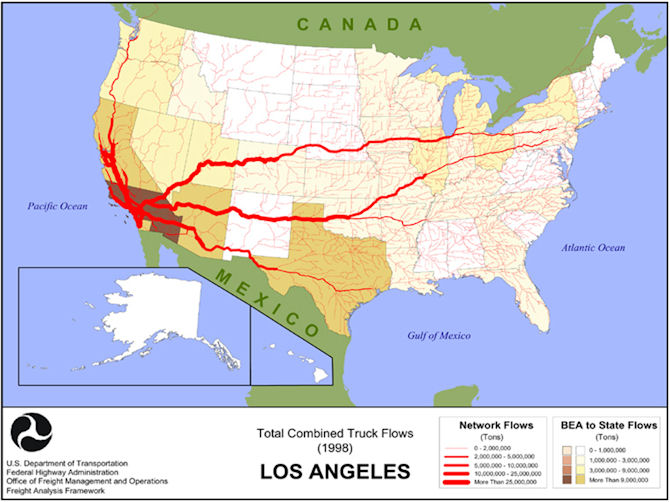 CANADA
Pacific Ocean
Atlantic Ocean
MEXICO
Gulf of Mexico
U.S. Department of Transportation
Federal Highway Administration
Office of Freight Management and Operations
Freight Analysis Framework
Total Combined Truck Flows
(1998)
LOS ANGELES
Network Flows
(Tons)
0 - 2,000,000
2,000,000 - 5,000,000
5,000,000 - 10,000,000
10,000,000 - 25,000,000
More Than 25,000,000
BEA to State Flows
(Tons)
0 - 1,000,000
1,000,000 - 3,000,000
3,000,000 - 9,000,000
More Than 9,000,000